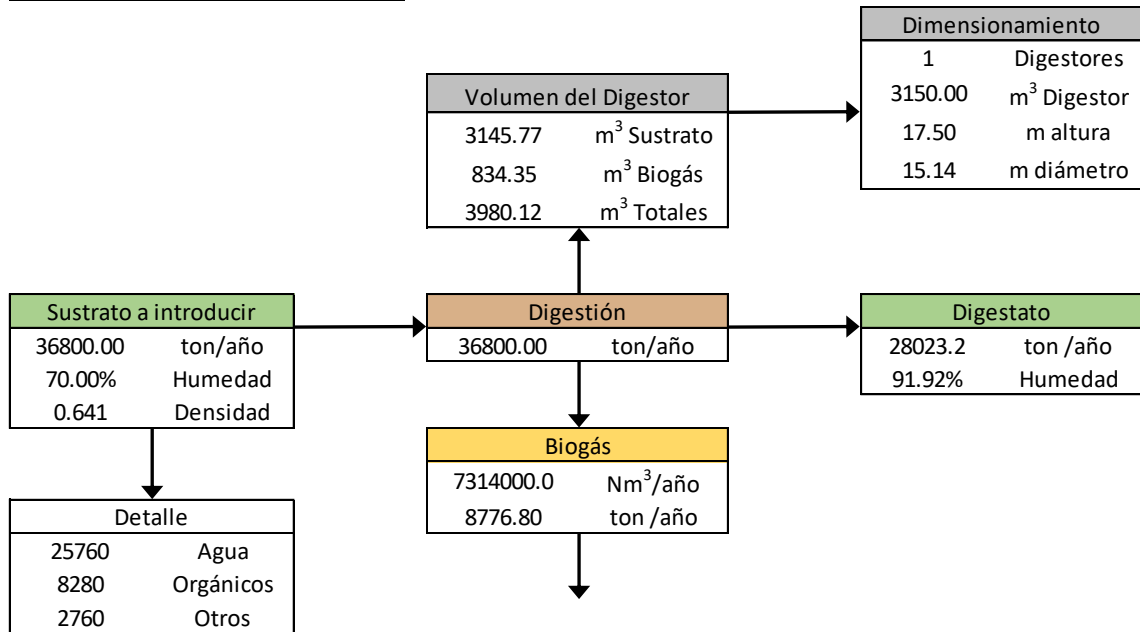 Dimensionamiento
1 Digestores
3150.00 m³ Digestor
17.50 m altura
15.14 m diámetro
Volumen del Digestor
3145.77 m³ Sustrato
834.35 m³ Biogás
3980.12 m³ Totales
Sustrato a introducir
36800.00 ton/año
70.00% Humedad
0.641 Densidad
Digestión
36800.00 ton/año
Digestato
28023.2 ton /año
91.92% Humedad
Biogás
7314000.0 Nm³/año
8776.80 ton /año
Detalle
25760 Agua
8280 Orgánicos
2760 Otros